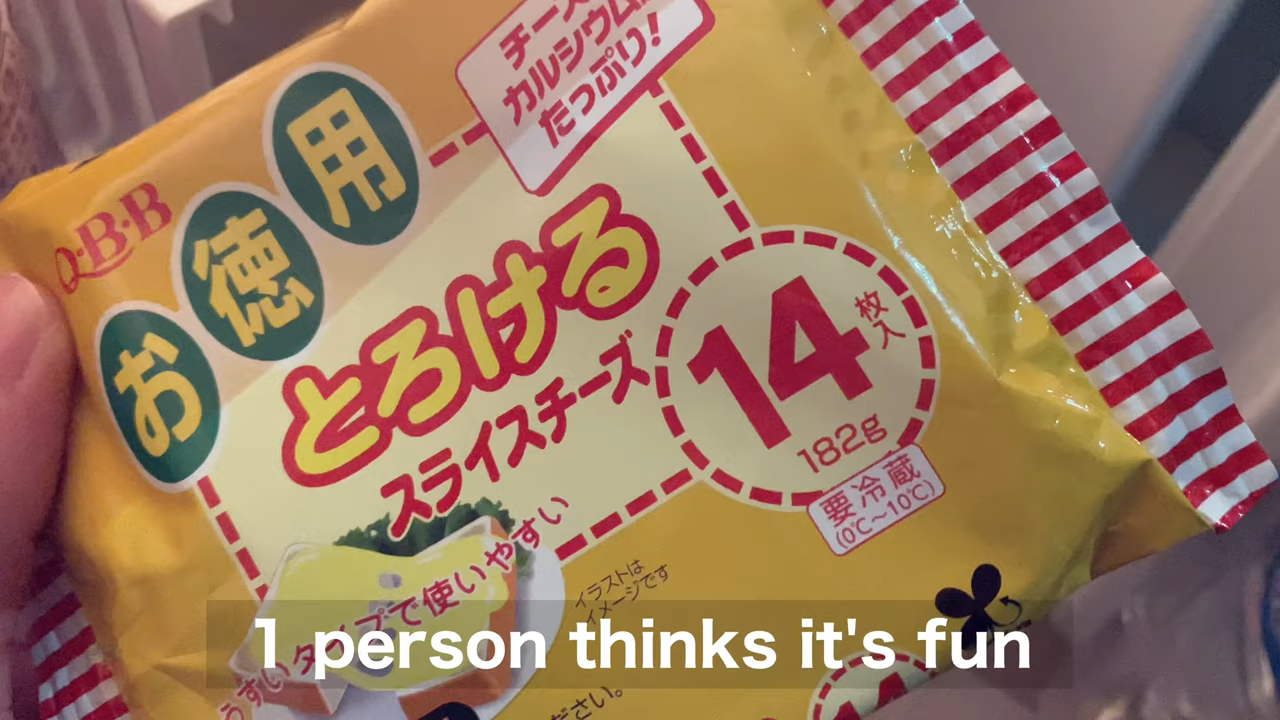 チーズ
カルシウム
たっぷり!
Q・B・B
お徳用
とろける
スライスチーズ
14枚入
182g
要冷蔵
(0℃~10℃)
うすいタイプで使いやすい
イラストは
イメージです
ださい。
1 person thinks it's fun